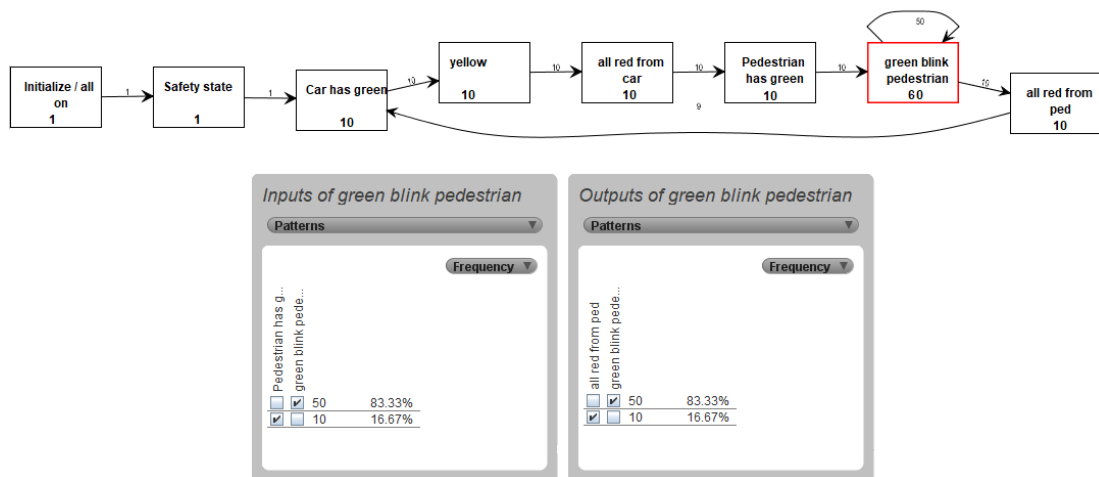 50
Initialize / all on
1
1
Safety state
1
1
Car has green
10
10
yellow
10
10
all red from car
10
10
Pedestrian has green
10
10
green blink pedestrian
60
10
all red from ped
10
9
Inputs of green blink pedestrian
Patterns
Frequency
Pedestrian has g...
green blink pede...
50 83.33%
10 16.67%
Outputs of green blink pedestrian
Patterns
Frequency
all red from ped
green blink pede...
50 83.33%
10 16.67%